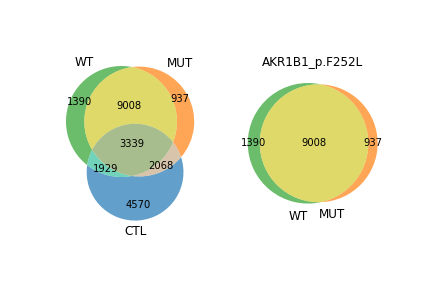 WT
MUT
1390
9008
937
3339
1929
2068
4570
CTL
AKR1B1_p.F252L
1390
9008
937
WT
MUT